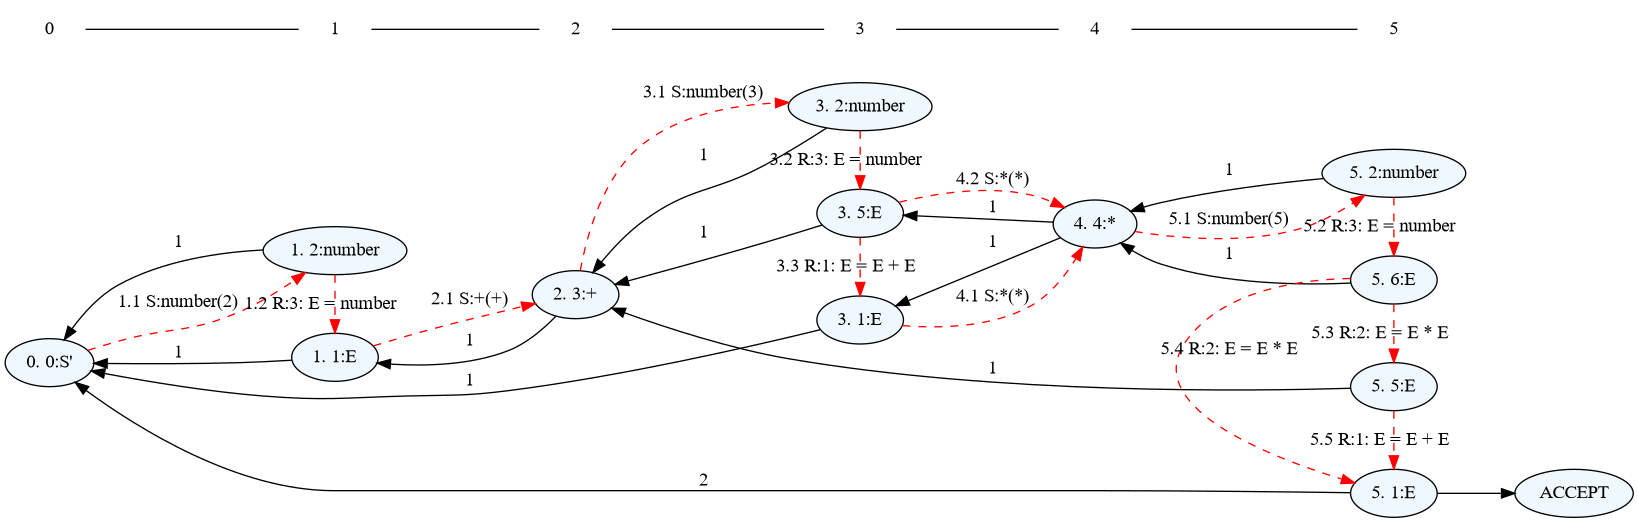 0 1 2 3 4 5
3.1 S:number(3)
3. 2:number
1
3.2 R:3: E = number
1
5. 2:number
4.2 S:*(*)
1
3. 5:E
1
4. 4:*
5.1 S:number(5)
5.2 R:3: E = number
1
1. 2:number
1
3.3 R:1: E = E + E
1
5. 6:E
1.1 S:number(2)
1.2 R:3: E = number
2.1 S:+(+)
2. 3:+
4.1 S:*(*)
3. 1:E
5.3 R:2: E = E * E
1
1
5.4 R:2: E = E * E
0. 0:S'
1. 1:E
1
1
5. 5:E
5.5 R:1: E = E + E
2
5. 1:E
ACCEPT